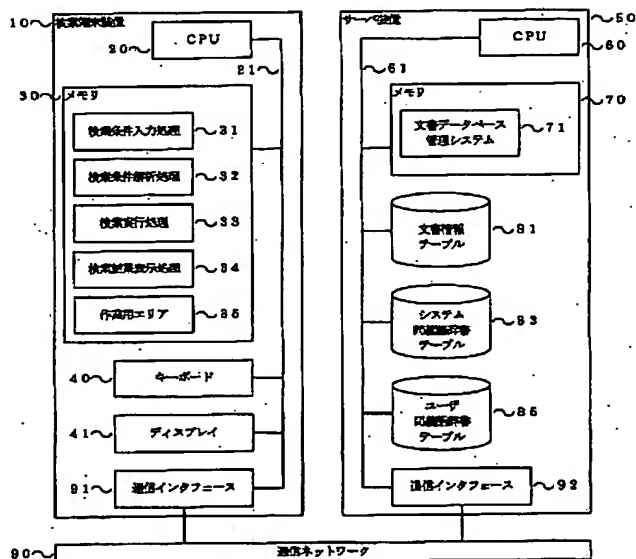 10
検索端末装置
CPU
20
21
30
メモリ
検索条件入力処理
31
検索条件解析処理
32
検索実行処理
33
検索結果表示処理
34
作業用エリア
35
40
キーボード
41
ディスプレイ
91
通信インタフェース
サーバ装置
50
CPU
60
61
メモリ
70
文書データベース
管理システム
71
文書情報
テーブル
81
システム
同義語辞書
テーブル
83
ユーザ
同義語辞書
テーブル
85
通信インタフェース
92
90
通信ネットワーク